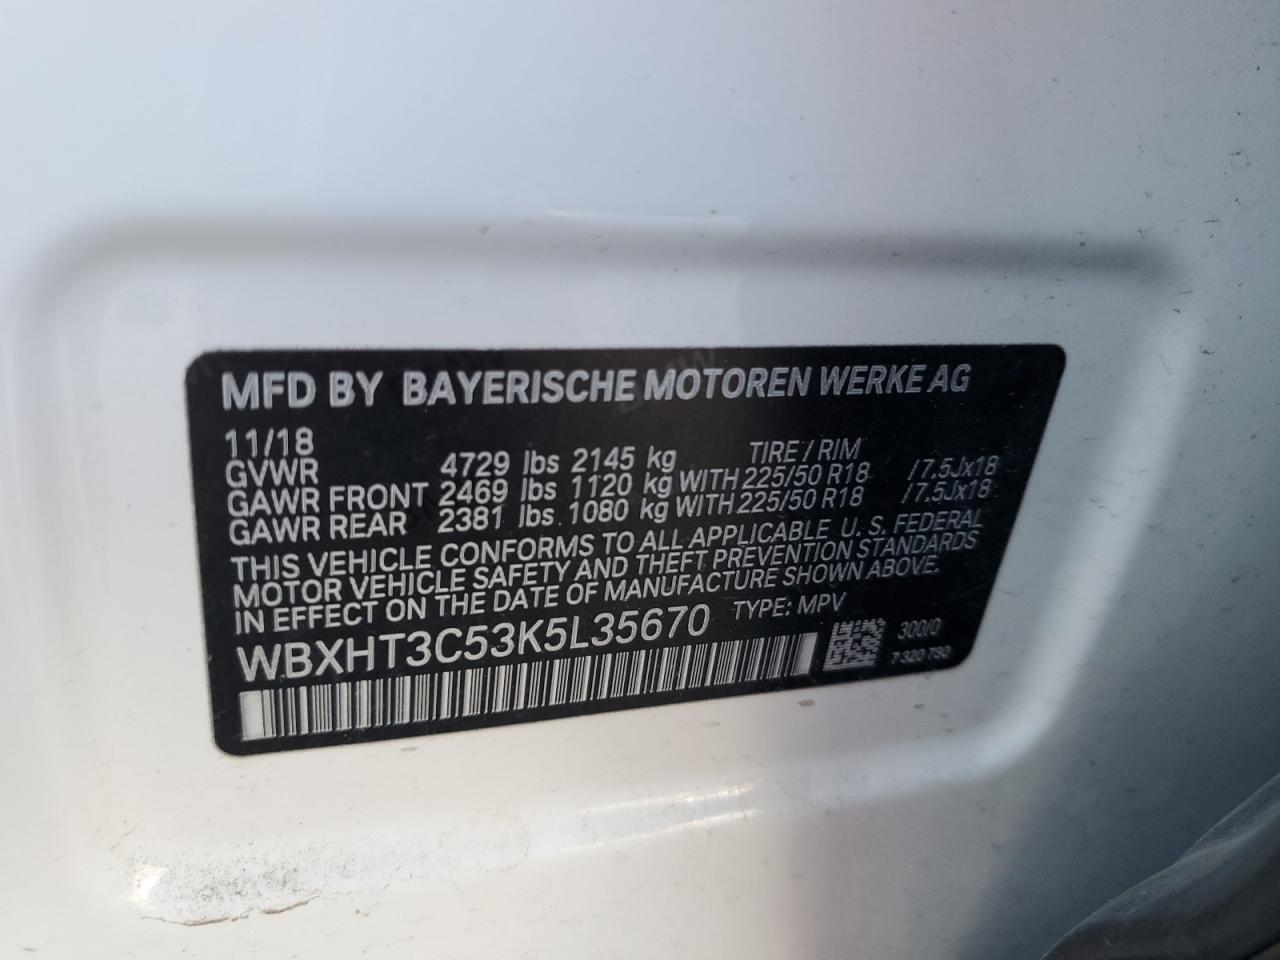 MFD BY BAYERISCHE MOTOREN WERKE AG
11/18 TIRE / RIM
GVWR 4729 lbs 2145 kg
GAWR FRONT 2469 lbs 1120 kg WITH 225/50 R18 / 7.5Jx18
GAWR REAR 2381 lbs 1080 kg WITH 225/50 R18 / 7.5Jx18
THIS VEHICLE CONFORMS TO ALL APPLICABLE U. S. FEDERAL
MOTOR VEHICLE SAFETY AND THEFT PREVENTION STANDARDS
IN EFFECT ON THE DATE OF MANUFACTURE SHOWN ABOVE.
WBXHT3C53K5L35670 TYPE: MPV
300/0
7 320 790